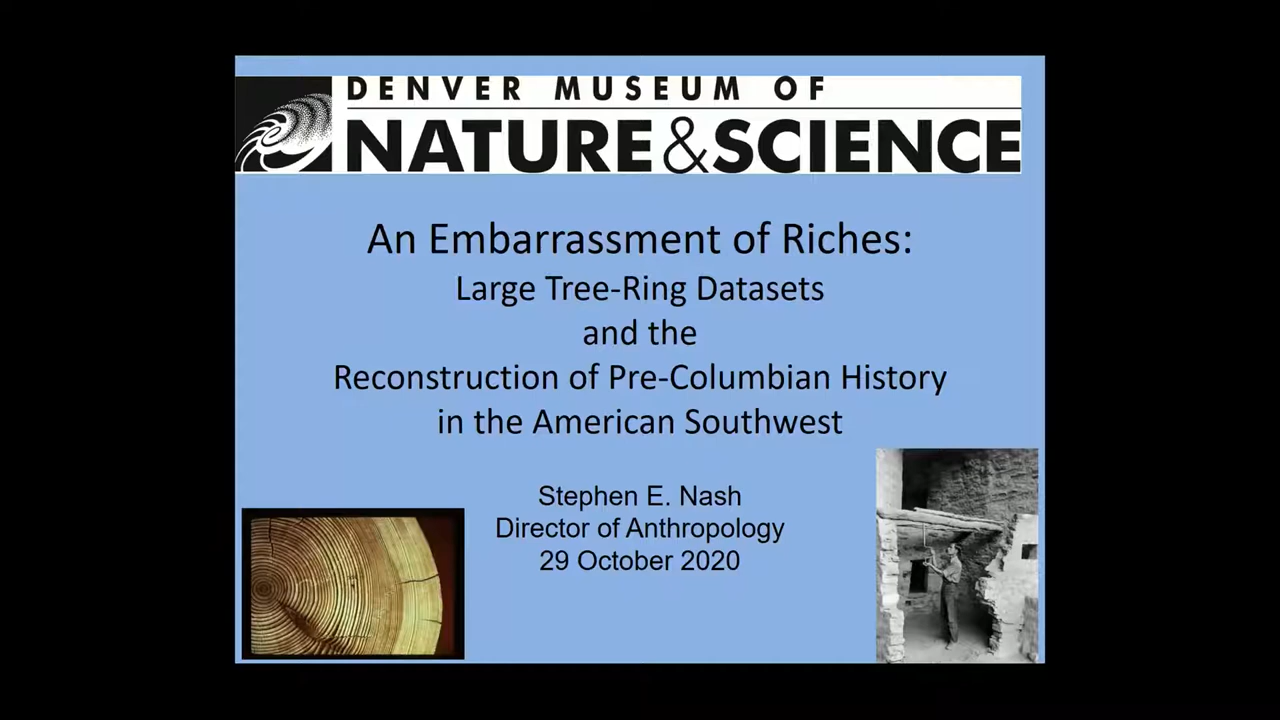 DENVER MUSEUM OF
NATURE&SCIENCE
An Embarrassment of Riches:
Large Tree-Ring Datasets
and the
Reconstruction of Pre-Columbian History
in the American Southwest
Stephen E. Nash
Director of Anthropology
29 October 2020